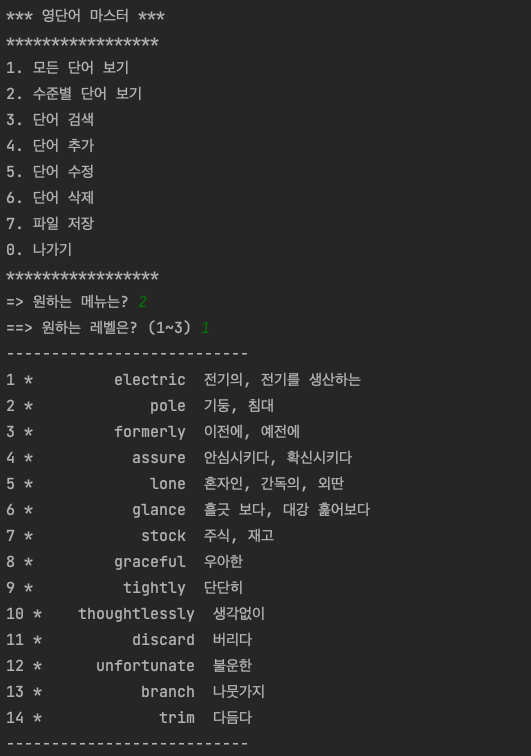 *** 영단어 마스터 ***
*****************
1. 모든 단어 보기
2. 수준별 단어 보기
3. 단어 검색
4. 단어 추가
5. 단어 수정
6. 단어 삭제
7. 파일 저장
0. 나가기
*****************
=> 원하는 메뉴는? 2
==> 원하는 레벨은? (1~3) 1
---------------------------
1 *         electric  전기의, 전기를 생산하는
2 *             pole  기둥, 침대
3 *         formerly  이전에, 예전에
4 *           assure  안심시키다, 확신시키다
5 *             lone  혼자인, 간독의, 외딴
6 *           glance  흘긋 보다, 대강 훑어보다
7 *            stock  주식, 재고
8 *         graceful  우아한
9 *          tightly  단단히
10 *    thoughtlessly  생각없이
11 *          discard  버리다
12 *      unfortunate  불운한
13 *           branch  나뭇가지
14 *             trim  다듬다
---------------------------